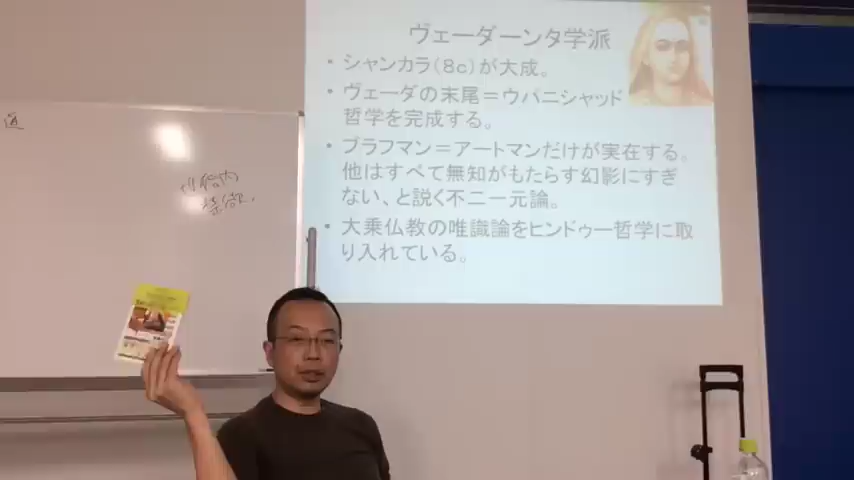 ヴェーダーンタ学派
・シャンカラ（8c）が大成。
・ヴェーダの末尾＝ウパニシャッド
哲学を完成する。
・ブラフマン＝アートマンだけが実在する。
他はすべて無知がもたらす幻影にすぎ
ない、と説く不二一元論。
・大乗仏教の唯識論をヒンドゥー哲学に取
り入れている。